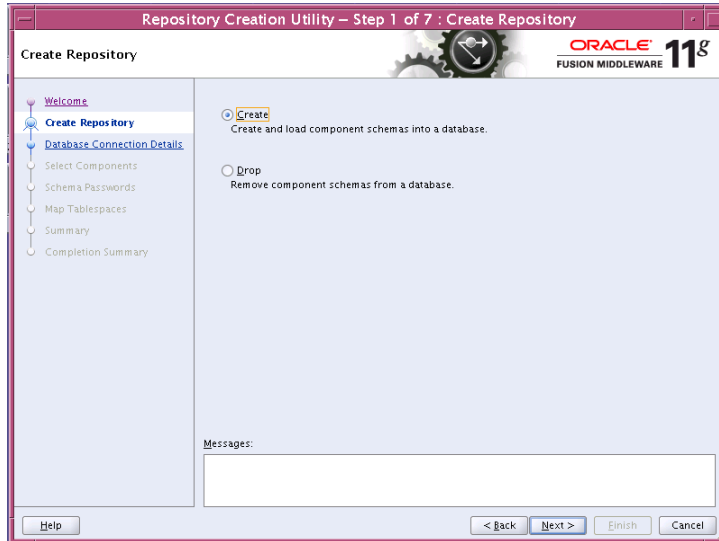 Repository Creation Utility – Step 1 of 7 : Create Repository
Create Repository
ORACLE
FUSION MIDDLEWARE 11g
Welcome
Create Repository
Database Connection Details
Select Components
Schema Passwords
Map Tablespaces
Summary
Completion Summary
Create
Create and load component schemas into a database.
Drop
Remove component schemas from a database.
Messages:
Help
< Back
Next >
Finish
Cancel